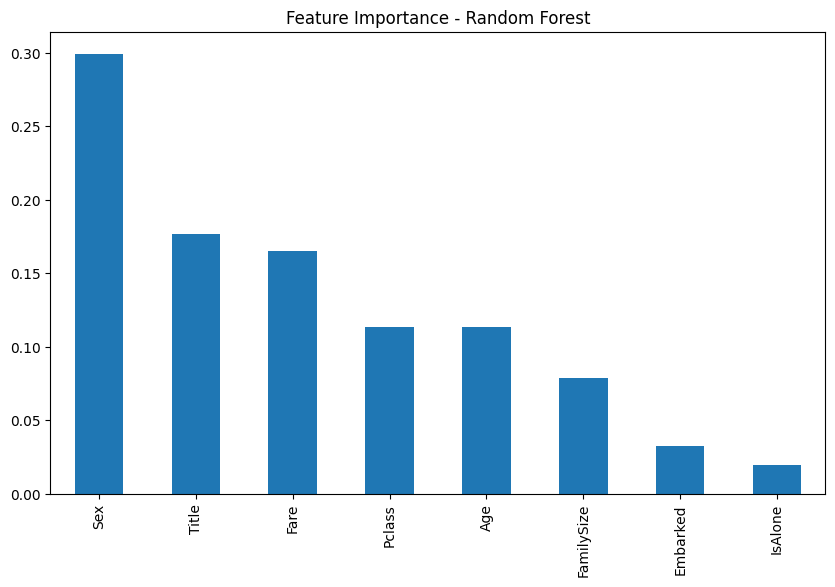 Feature Importance - Random Forest
0.30
0.25
0.20
0.15
0.10
0.05
0.00
Sex
Title
Fare
Pclass
Age
FamilySize
Embarked
IsAlone